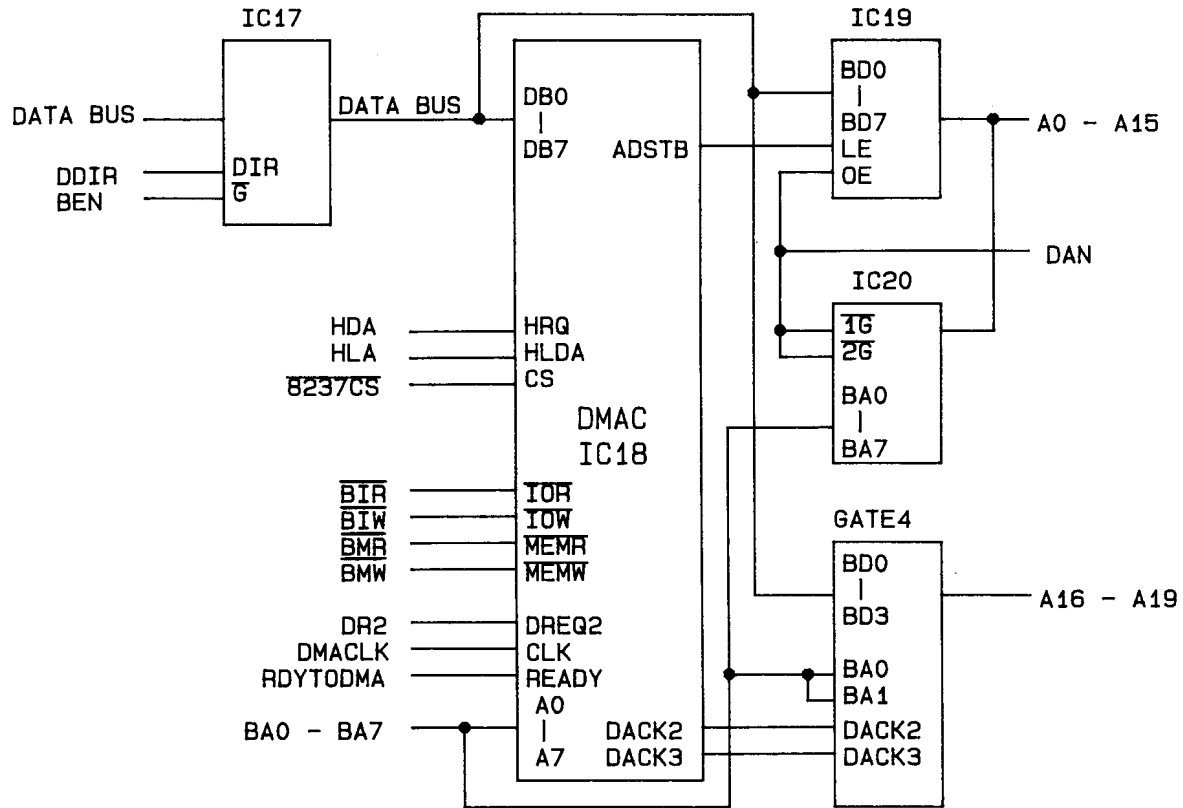 IC17
DATA BUS
DDIR
BEN
DIR
G
DATA BUS
DB0
|
DB7
ADSTB
HDA
HLA
8237CS
HRQ
HLDA
CS
DMAC
IC18
BIR
BIW
BMR
BMW
IOR
IOW
MEMR
MEMW
DR2
DMACLK
RDYTODMA
DREQ2
CLK
READY
BA0 - BA7
A0
|
A7
DACK2
DACK3
IC19
BD0
|
BD7
LE
OE
A0 - A15
DAN
IC20
1G
2G
BA0
|
BA7
GATE4
BD0
|
BD3
BA0
BA1
DACK2
DACK3
A16 - A19